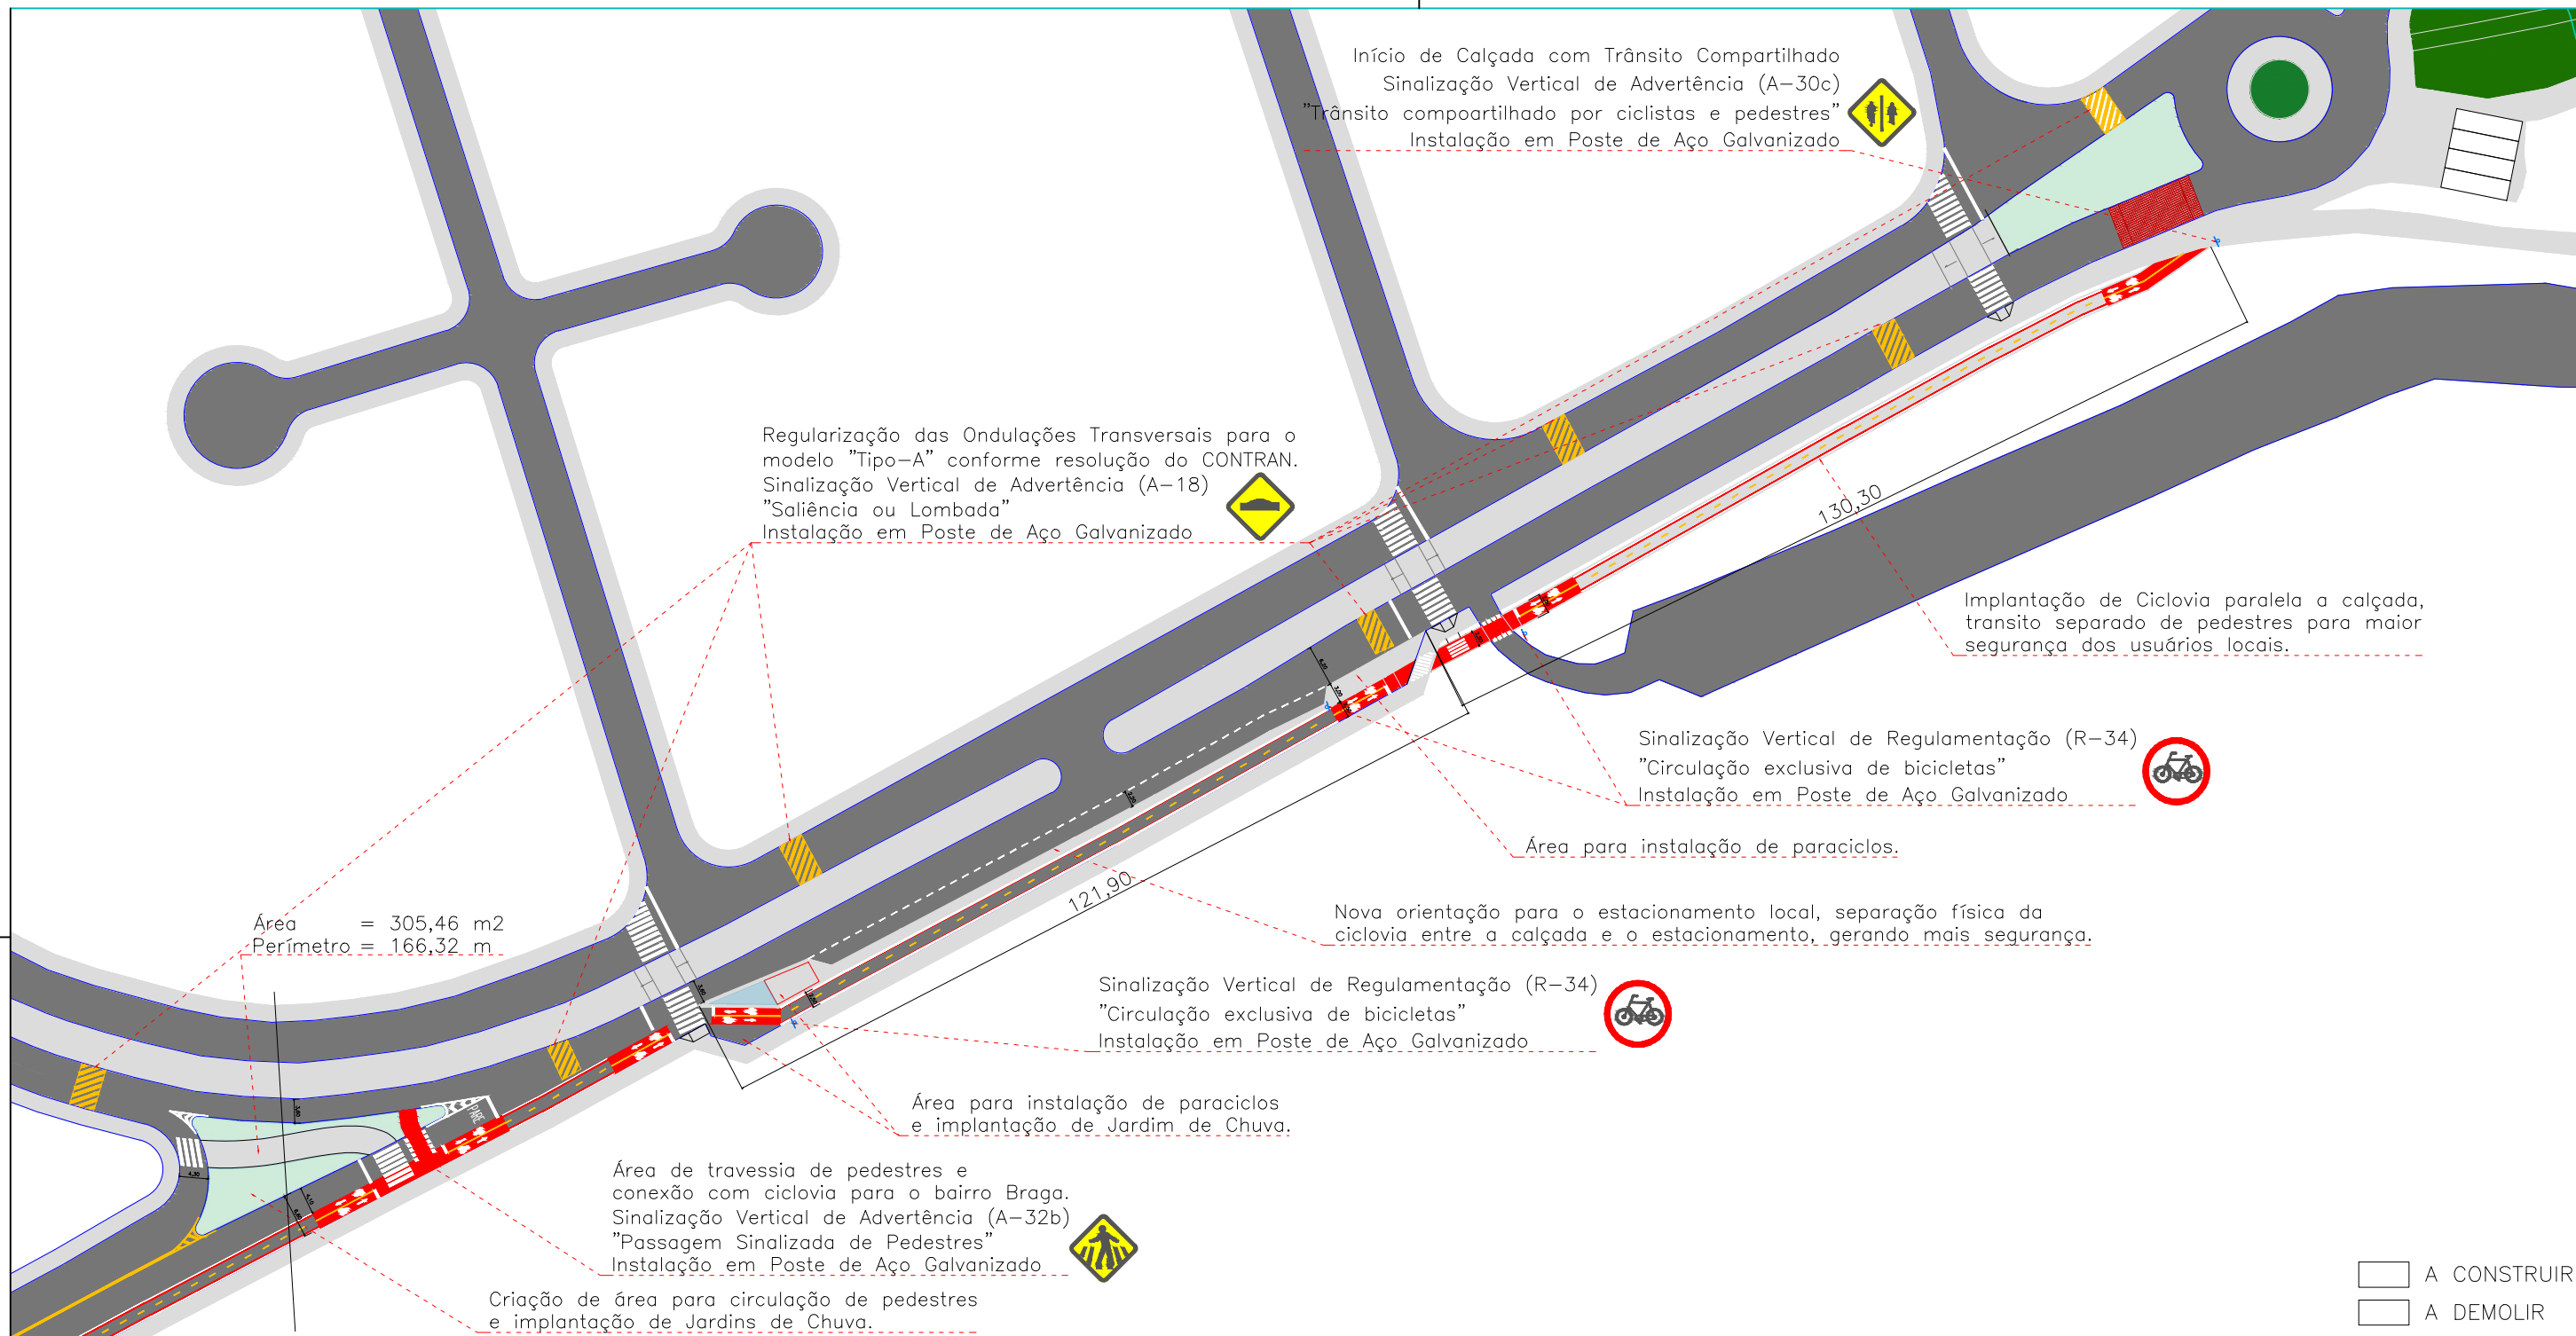 Início de Calçada com Trânsito Compartilhado
Sinalização Vertical de Advertência (A-30c)
"Trânsito compoartilhado por ciclistas e pedestres"
Instalação em Poste de Aço Galvanizado
Regularização das Ondulações Transversais para o
modelo "Tipo-A" conforme resolução do CONTRAN.
Sinalização Vertical de Advertência (A-18)
"Saliência ou Lombada"
Instalação em Poste de Aço Galvanizado
130,30
Implantação de Ciclovia paralela a calçada,
transito separado de pedestres para maior
segurança dos usuários locais.
Sinalização Vertical de Regulamentação (R-34)
"Circulação exclusiva de bicicletas"
Instalação em Poste de Aço Galvanizado
Área para instalação de paraciclos.
121,90
Nova orientação para o estacionamento local, separação física da
ciclovia entre a calçada e o estacionamento, gerando mais segurança.
Área = 305,46 m2
Perímetro = 166,32 m
Sinalização Vertical de Regulamentação (R-34)
"Circulação exclusiva de bicicletas"
Instalação em Poste de Aço Galvanizado
Área para instalação de paraciclos
e implantação de Jardim de Chuva.
PARE
Área de travessia de pedestres e
conexão com ciclovia para o bairro Braga.
Sinalização Vertical de Advertência (A-32b)
"Passagem Sinalizada de Pedestres"
Instalação em Poste de Aço Galvanizado
Criação de área para circulação de pedestres
e implantação de Jardins de Chuva.
A CONSTRUIR
A DEMOLIR